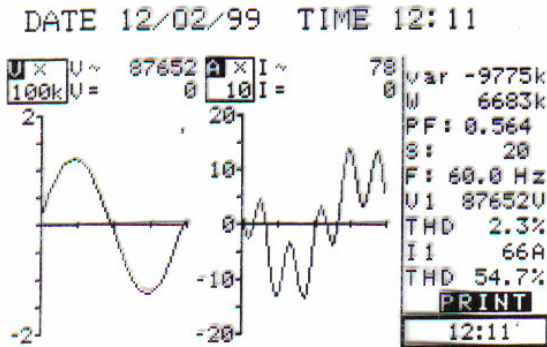 DATE 12/02/99 TIME 12:11
V × V~ 87652
100k V= 0
A × I~ 78
10 I= 0
2
-2
20
10
0
-10
-20
var -9775k
W 6683k
PF: 0.564
S: 20
F: 60.0 Hz
V1 87652V
THD 2.3%
I1 66A
THD 54.7%
PRINT
12:11